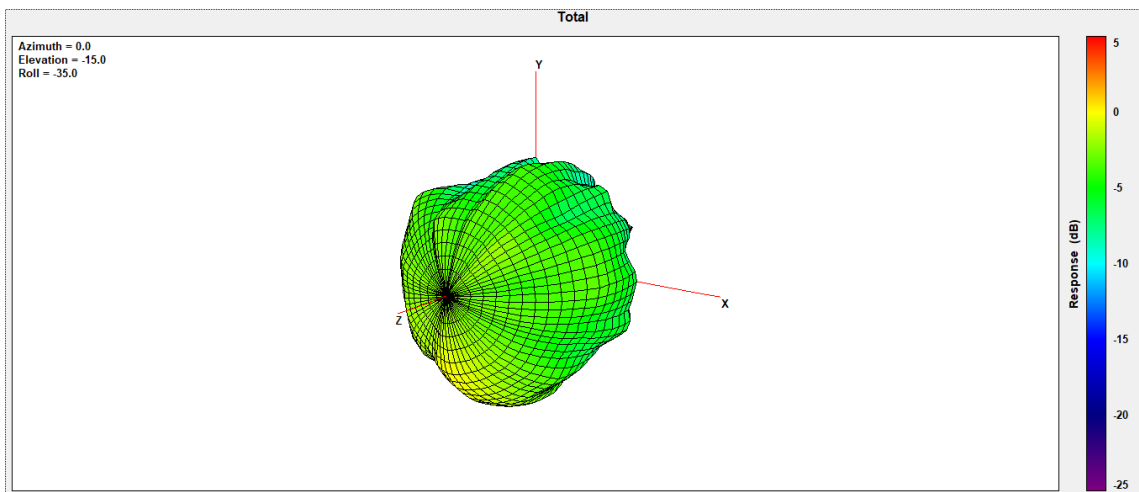 Total
Azimuth = 0.0
Elevation = -15.0
Roll = -35.0
Y
X
Z
5
0
-5
-10
-15
-20
-25
Response (dB)